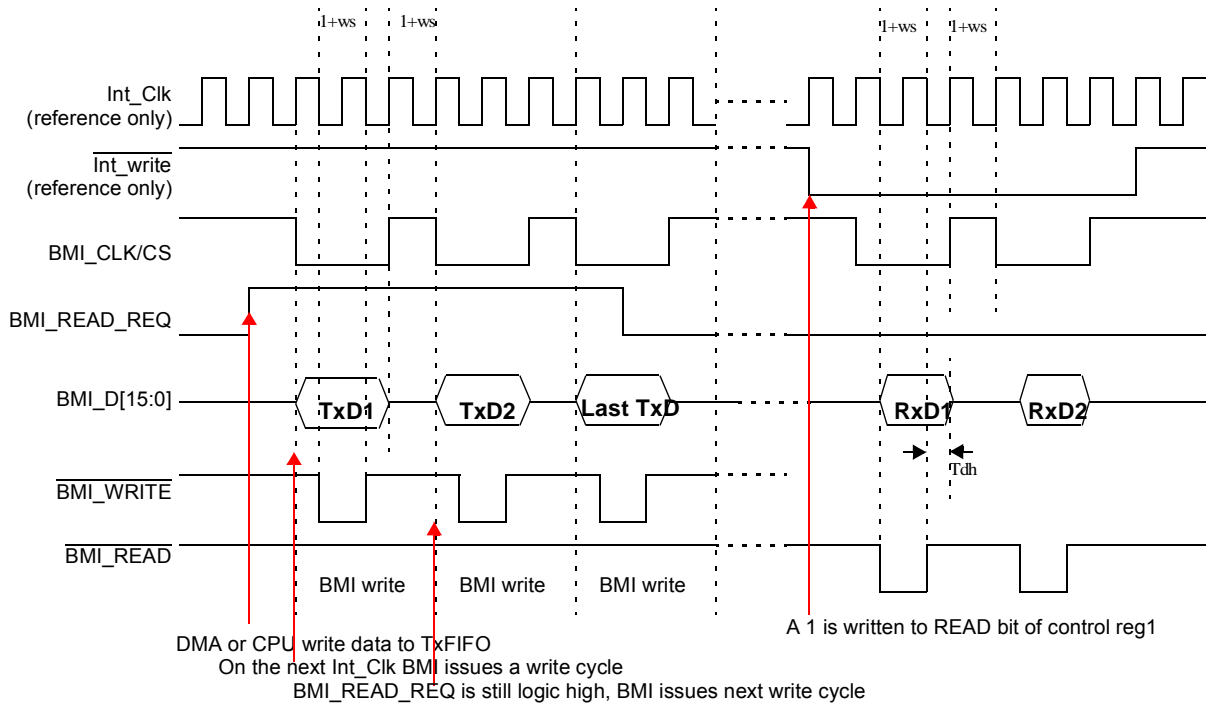 1+ws 1+ws 1+ws 1+ws
Int_Clk
(reference only)
Int_write
(reference only)
BMI_CLK/CS
BMI_READ_REQ
BMI_D[15:0] TxD1 TxD2 Last TxD RxD1 RxD2
Tdh
BMI_WRITE
BMI_READ
BMI write BMI write BMI write
A 1 is written to READ bit of control reg1
DMA or CPU write data to TxFIFO
On the next Int_Clk BMI issues a write cycle
BMI_READ_REQ is still logic high, BMI issues next write cycle